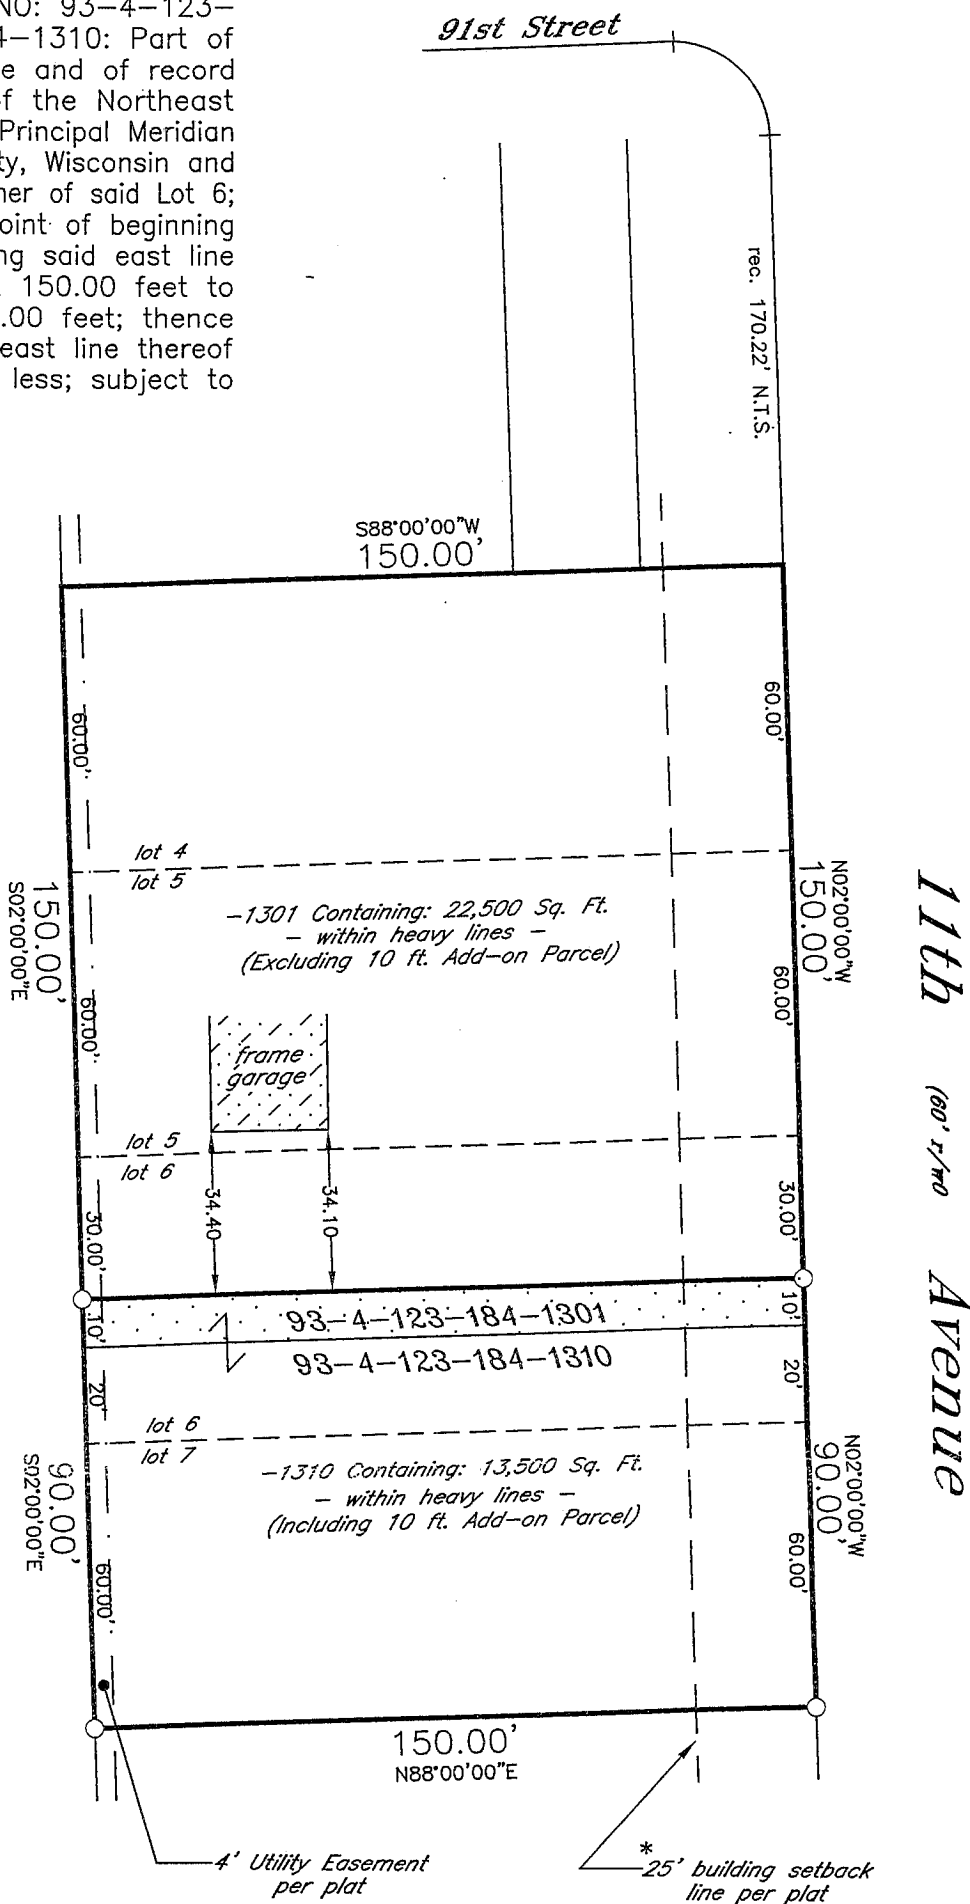 NO: 93-4-123-
4-1310: Part of
e and of record
f the Northeast
Principal Meridian
ty, Wisconsin and
ner of said Lot 6;
oint of beginning
ng said east line
150.00 feet to
.00 feet; thence
east line thereof
less; subject to
91st Street
rec. 170.22' N.T.S.
S88°00'00"W
150.00'
60.00'
60.00'
lot 4
lot 5
-1301 Containing: 22,500 Sq. Ft.
- within heavy lines -
(Excluding 10 ft. Add-on Parcel)
150.00'
S02°00'00"E
N02°00'00"W
150.00'
60.00'
60.00'
frame
garage
lot 5
lot 6
34.40
34.10
30.00'
30.00'
11th (60' r/w) Avenue
93-4-123-184-1301
10'
10'
93-4-123-184-1310
20'
20'
lot 6
lot 7
-1310 Containing: 13,500 Sq. Ft.
- within heavy lines -
(Including 10 ft. Add-on Parcel)
90.00'
S02°00'00"E
N02°00'00"W
90.00'
60.00'
60.00'
150.00'
N88°00'00"E
4' Utility Easement
per plat
*
25' building setback
line per plat